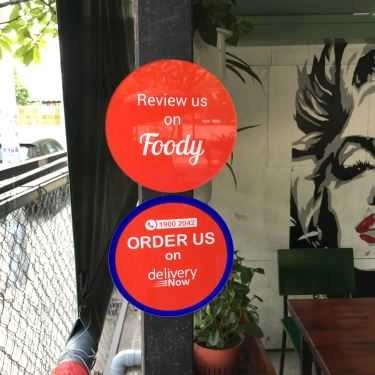 Review us
on
Foody
1900 2042
ORDER US
on
delivery
Now